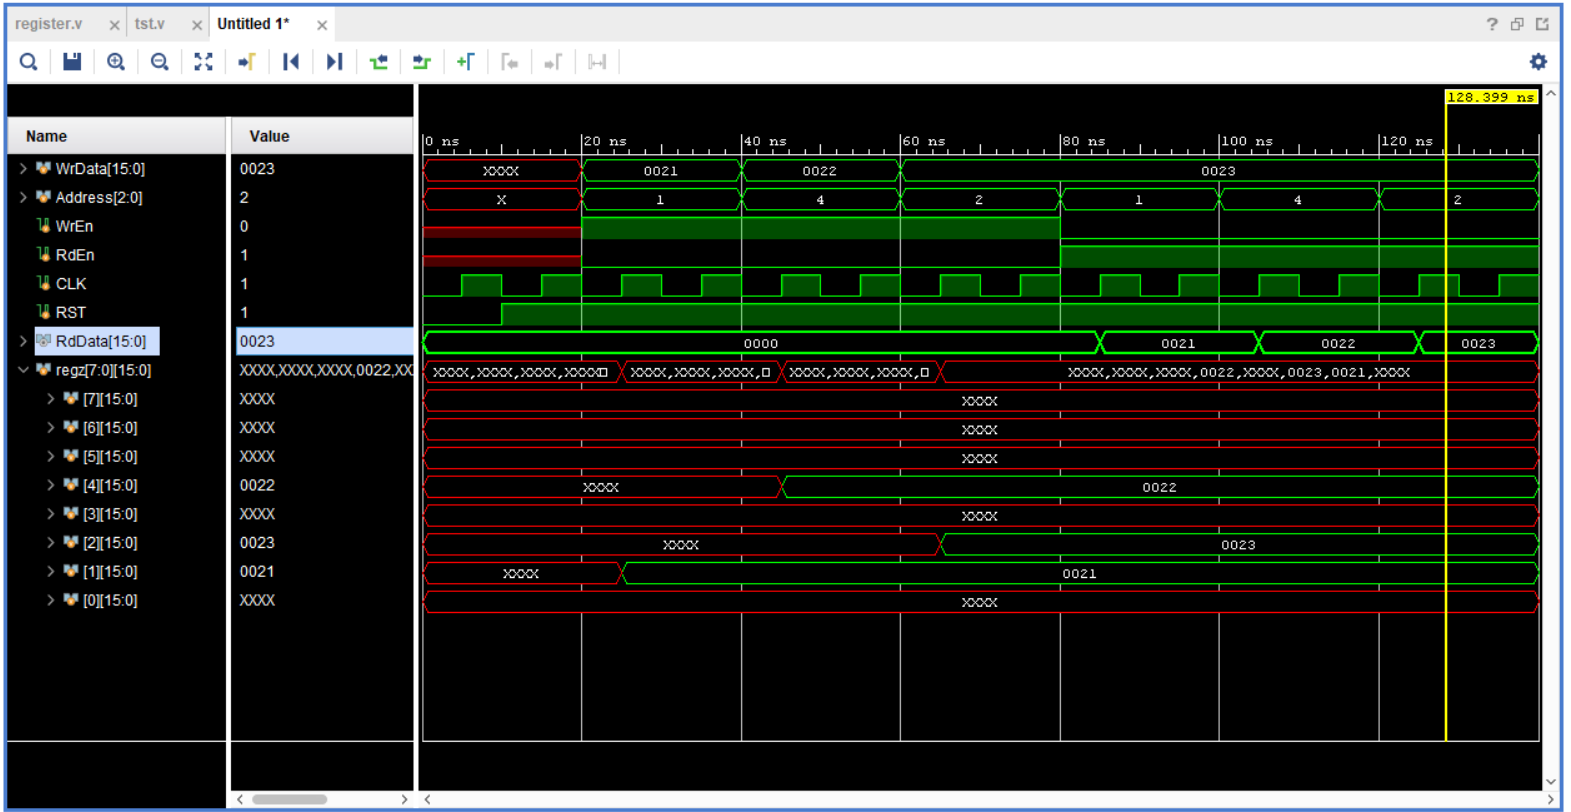 register.v × tst.v × Untitled 1* ×
128.399 ns
Name Value
0 ns 20 ns 40 ns 60 ns 80 ns 100 ns 120 ns
WrData[15:0] 0023 XXXX 0021 0022 0023
Address[2:0] 2 X 1 4 2 1 4 2
WrEn 0
RdEn 1
CLK 1
RST 1
RdData[15:0] 0023 0000 0021 0022 0023
regz[7:0][15:0] XXXX,XXXX,XXXX,0022,XX XXXX,XXXX,XXXX,XXXX XXXX,XXXX,XXXX, XXXX,XXXX,XXXX, XXXX,XXXX,XXXX,0022,XXXX,0023,0021,XXXX
[7][15:0] XXXX XXXX
[6][15:0] XXXX XXXX
[5][15:0] XXXX XXXX
[4][15:0] 0022 XXXX 0022
[3][15:0] XXXX XXXX
[2][15:0] 0023 XXXX 0023
[1][15:0] 0021 XXXX 0021
[0][15:0] XXXX XXXX